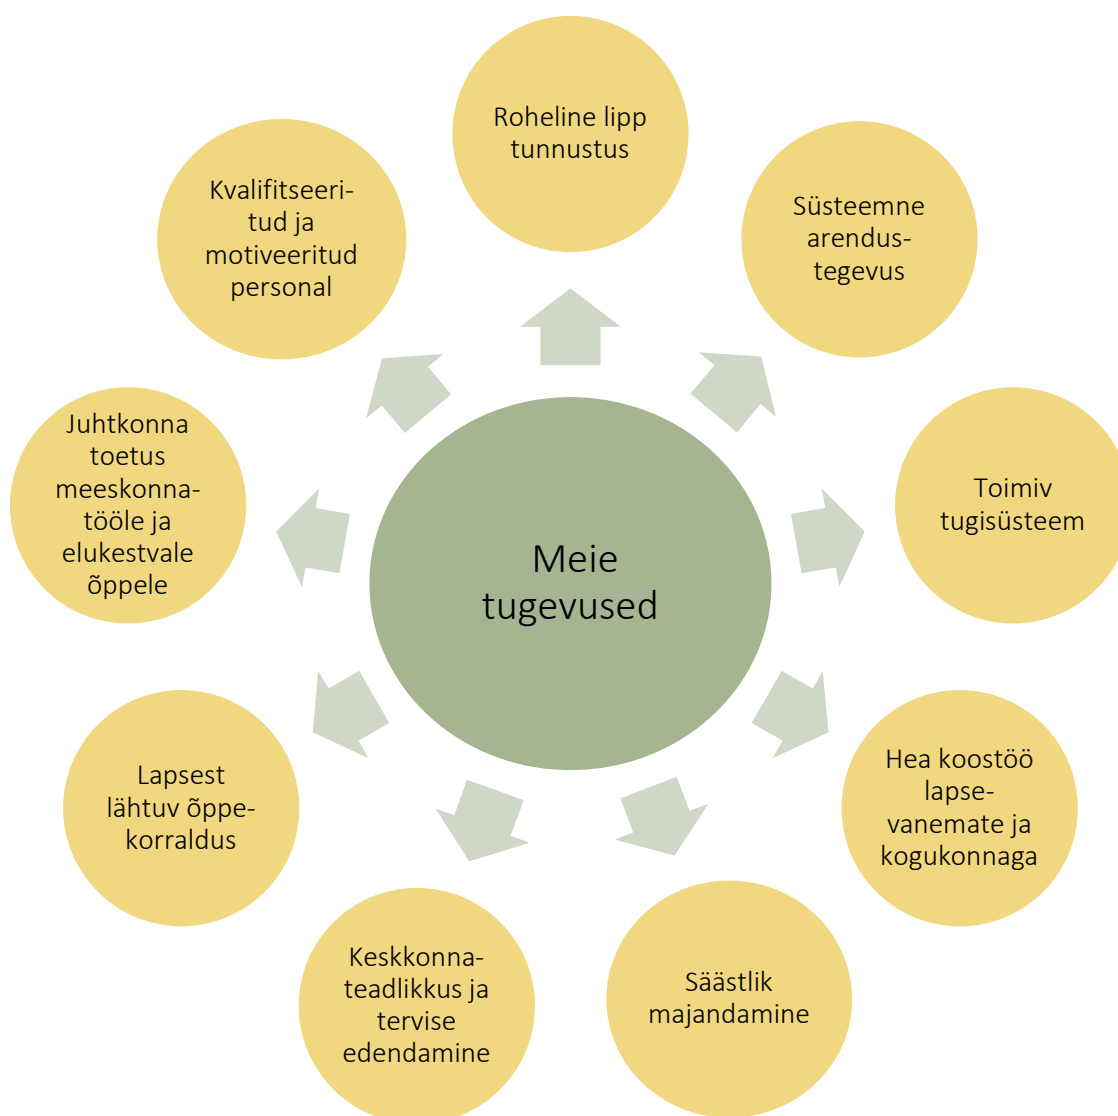 Roheline lipp
tunnustus
Süsteemne
arendus-
tegevus
Toimiv
tugisüsteem
Hea koostöö
lapse-
vanemate ja
kogukonnaga
Säästlik
majandamine
Keskkonna-
teadlikkus ja
tervise
edendamine
Lapsest
lähtuv õppe-
korraldus
Juhtkonna
toetus
meeskonna-
tööle ja
elukestvale
õppele
Kvalifitseeri-
tud ja
motiveeritud
personal
Meie
tugevused